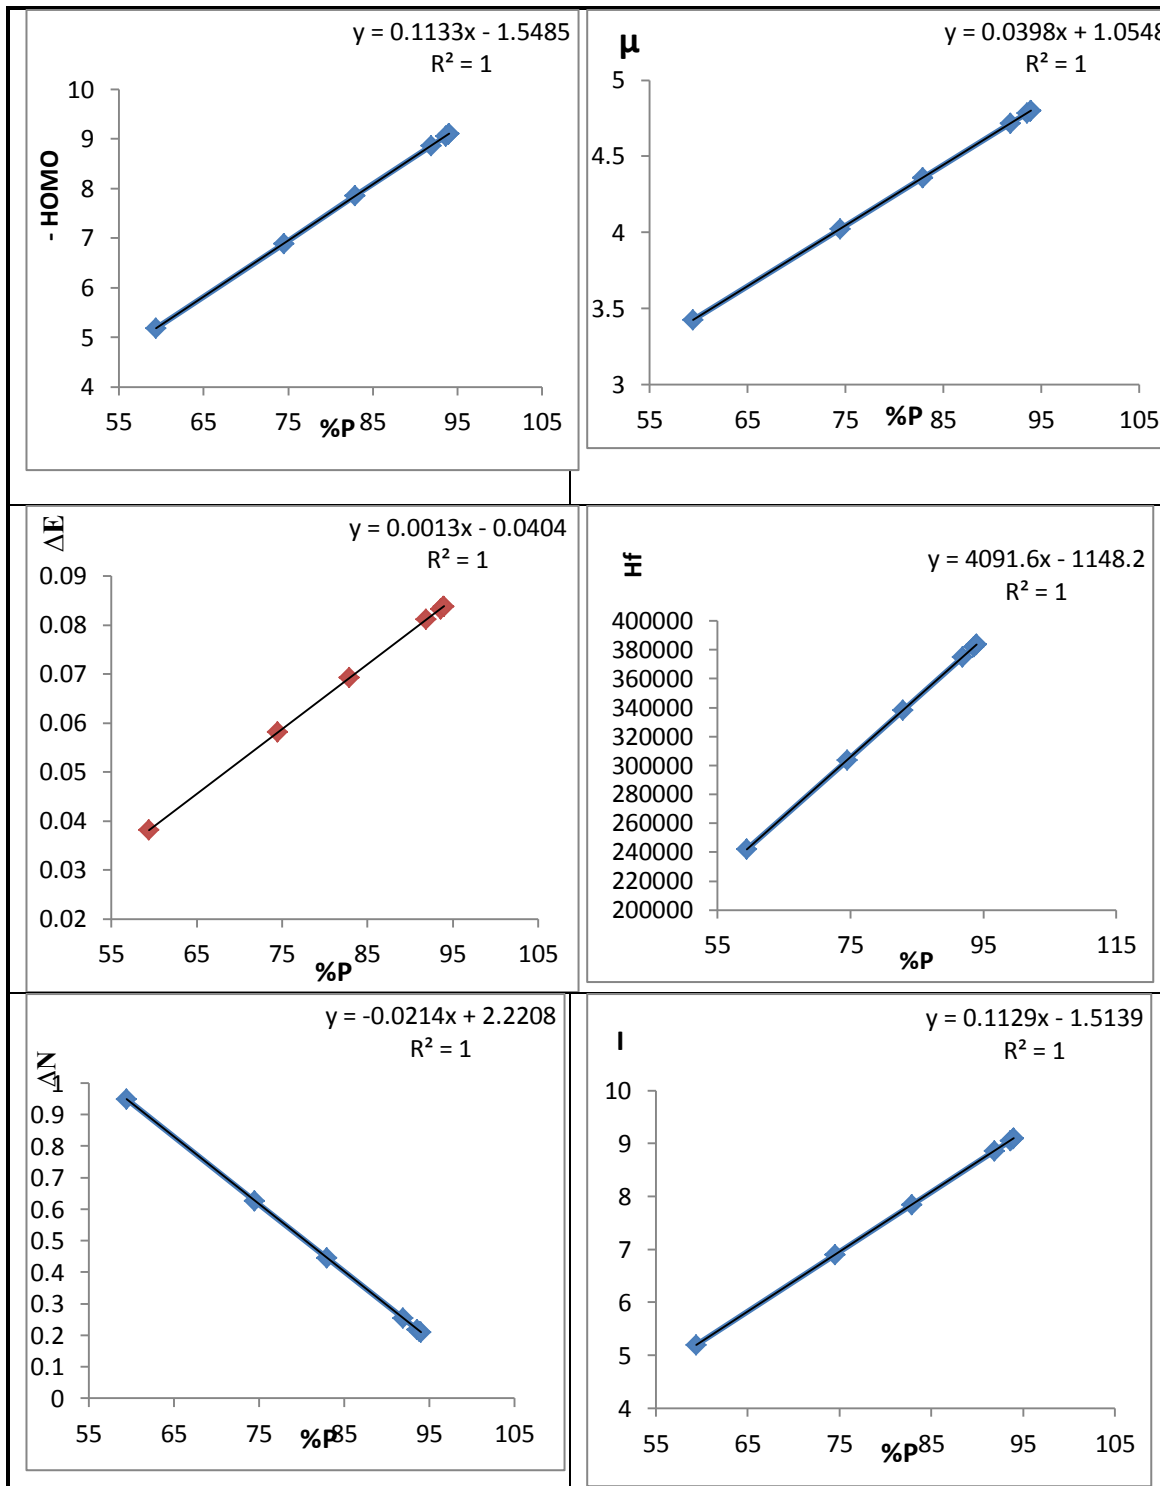 y = 0.1133x - 1.5485
R² = 1
- HOMO
10
9
8
7
6
5
4
55 65 75 85 95 105
%P
y = 0.0398x + 1.0548
R² = 1
μ
5
4.5
4
3.5
3
55 65 75 85 95 105
%P
y = 0.0013x - 0.0404
R² = 1
ΔE
0.09
0.08
0.07
0.06
0.05
0.04
0.03
0.02
55 65 75 85 95 105
%P
y = 4091.6x - 1148.2
R² = 1
Hf
400000
380000
360000
340000
320000
300000
280000
260000
240000
220000
200000
55 75 95 115
%P
y = -0.0214x + 2.2208
R² = 1
ΔN
1
0.9
0.8
0.7
0.6
0.5
0.4
0.3
0.2
0.1
0
55 65 75 85 95 105
%P
y = 0.1129x - 1.5139
R² = 1
I
10
9
8
7
6
5
4
55 65 75 85 95 105
%P